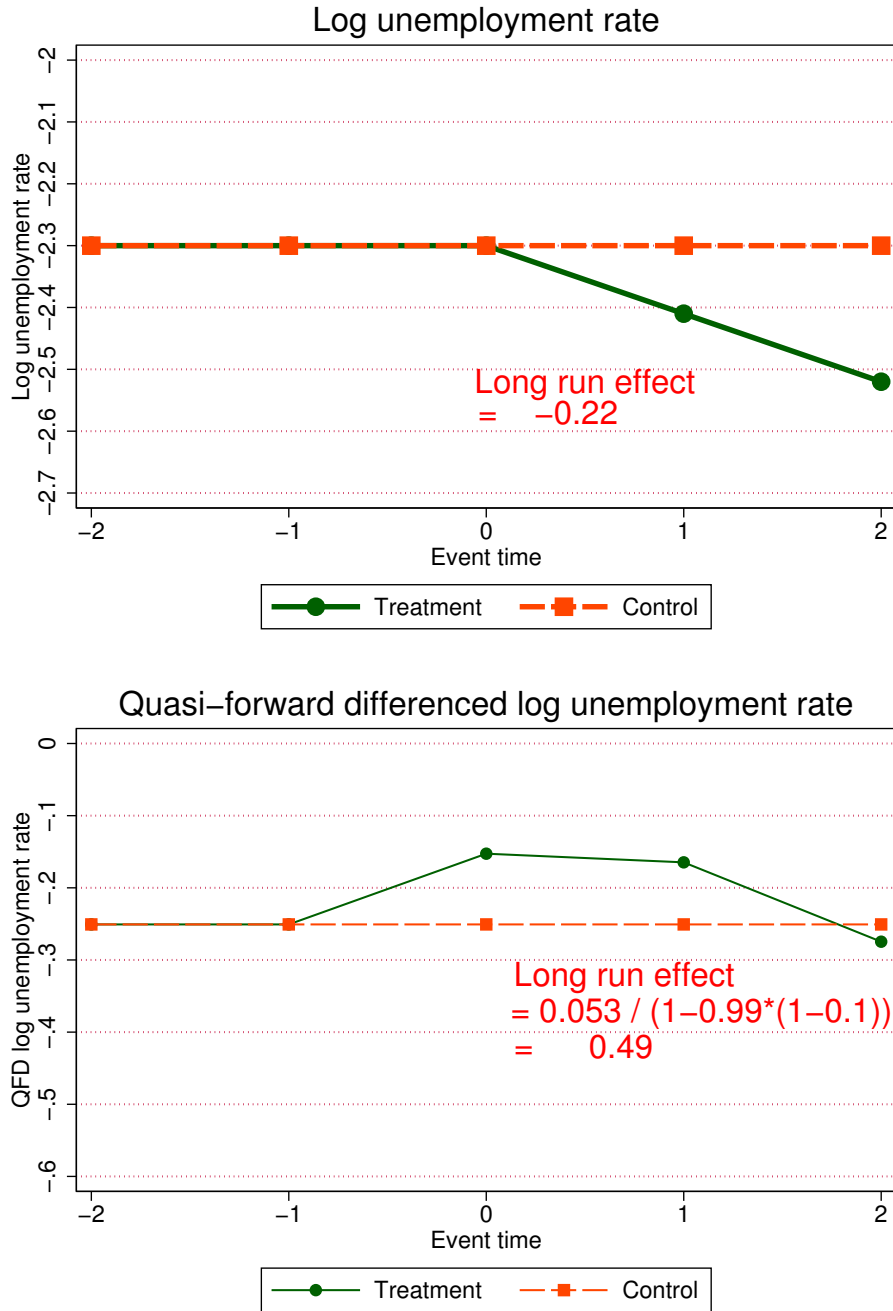 Log unemployment rate
Log unemployment rate
−2
−2.1
−2.2
−2.3
−2.4
−2.5
−2.6
−2.7
Long run effect
= −0.22
−2 −1 0 1 2
Event time
Treatment Control
Quasi−forward differenced log unemployment rate
QFD log unemployment rate
0
−.1
−.2
−.3
−.4
−.5
−.6
Long run effect
= 0.053 / (1−0.99*(1−0.1))
= 0.49
−2 −1 0 1 2
Event time
Treatment Control